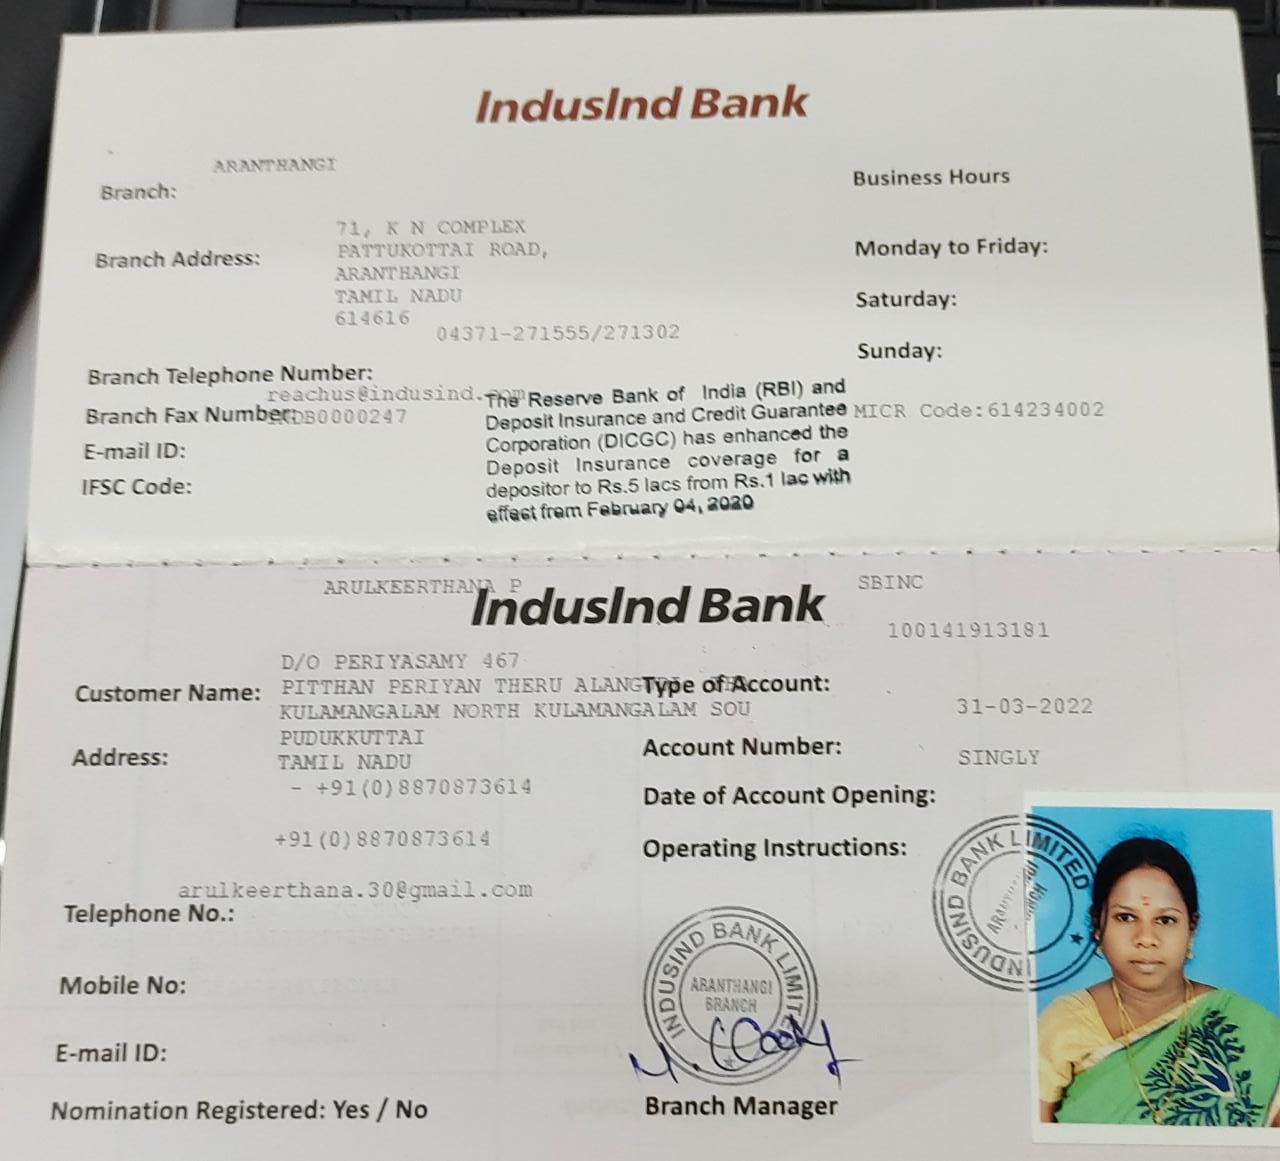 IndusInd Bank
ARANTHANGI
Branch:
Business Hours
71, K N COMPLEX
Branch Address:
PATTUKOTTAI ROAD,
ARANTHANGI
TAMIL NADU
614616
Monday to Friday:
Saturday:
Sunday:
04371-271555/271302
Branch Telephone Number:
reachus@indusind.com
Branch Fax Number:
INDB0000247
MICR Code:614234002
E-mail ID:
IFSC Code:
The Reserve Bank of India (RBI) and
Deposit Insurance and Credit Guarantee
Corporation (DICGC) has enhanced the
Deposit Insurance coverage for a
depositor to Rs.5 lacs from Rs.1 lac with
effect from February 04, 2020
ARULKEERTHANA P
SBINC
IndusInd Bank
100141913181
D/O PERIYASAMY 467
Customer Name:
PITTHAN PERIYAN THERU
Type of Account:
KULAMANGALAM NORTH KULAMANGALAM SOU
31-03-2022
PUDUKKUTTAI
Address:
TAMIL NADU
Account Number:
SINGLY
- +91(0)8870873614
Date of Account Opening:
+91(0)8870873614
Operating Instructions:
arulkeerthana.30@gmail.com
Telephone No.:
Mobile No:
E-mail ID:
Nomination Registered: Yes / No
INDUSIND BANK LIMITED
ARANTHANGI
BRANCH
Branch Manager
INDUSIND BANK LIMITED
BRANCH